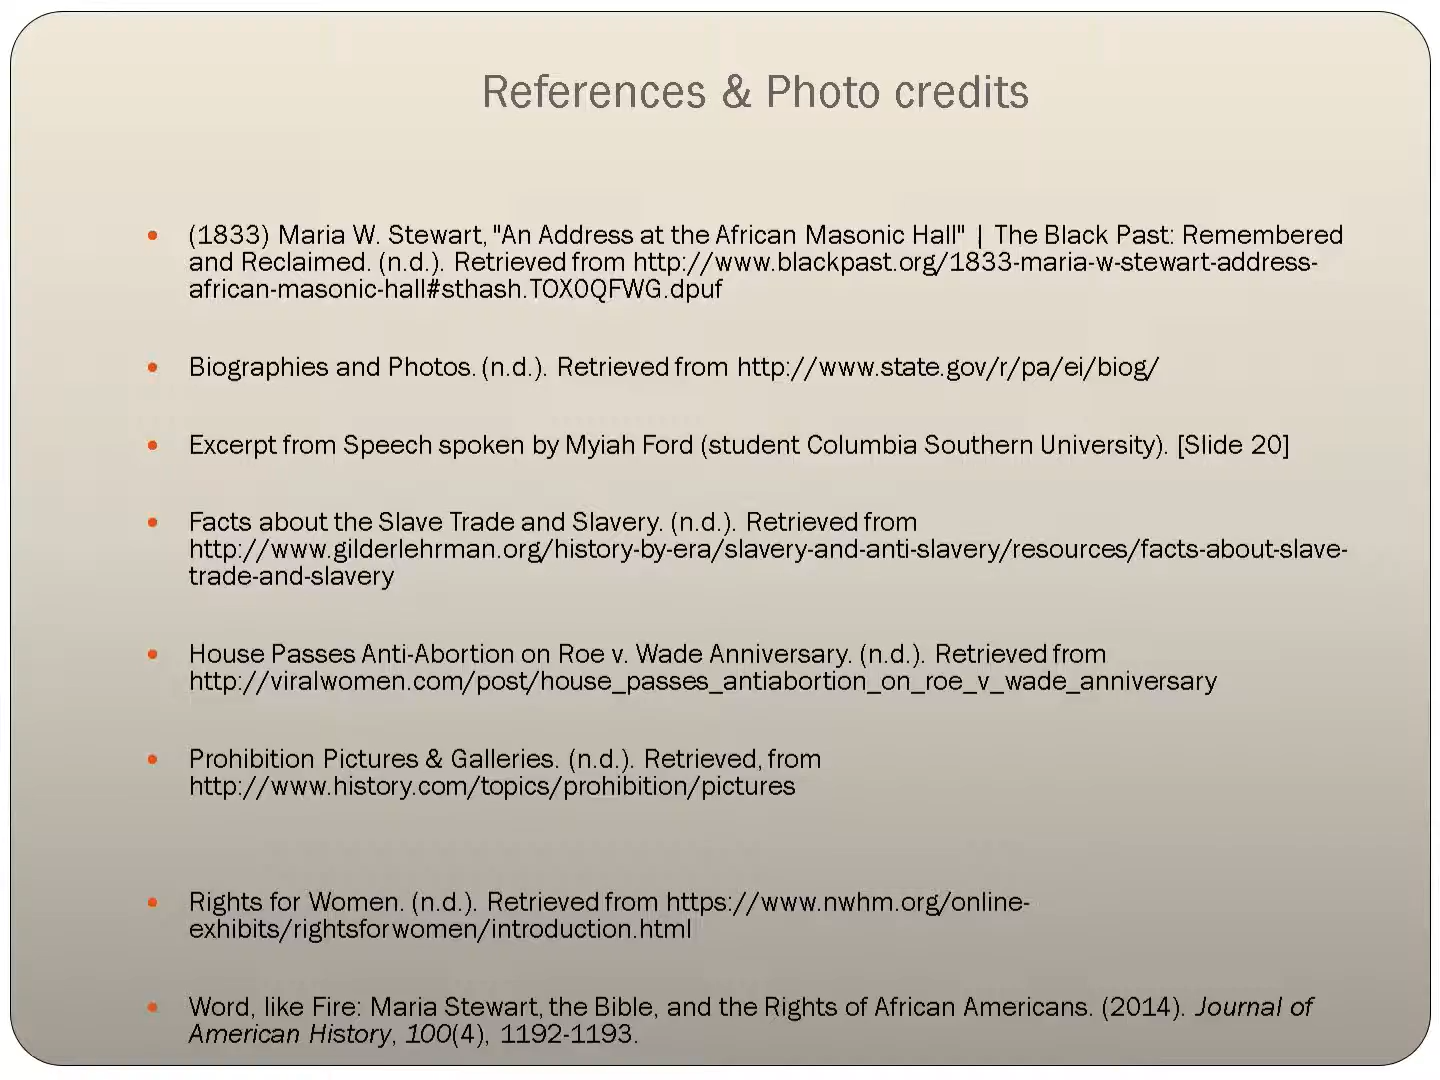 References & Photo credits
• (1833) Maria W. Stewart, "An Address at the African Masonic Hall" | The Black Past: Remembered
and Reclaimed. (n.d.). Retrieved from http://www.blackpast.org/1833-maria-w-stewart-address-
african-masonic-hall#sthash.TOX0QFWG.dpuf
• Biographies and Photos. (n.d.). Retrieved from http://www.state.gov/r/pa/ei/biog/
• Excerpt from Speech spoken by Myiah Ford (student Columbia Southern University). [Slide 20]
• Facts about the Slave Trade and Slavery. (n.d.). Retrieved from
http://www.gilderlehrman.org/history-by-era/slavery-and-anti-slavery/resources/facts-about-slave-
trade-and-slavery
• House Passes Anti-Abortion on Roe v. Wade Anniversary. (n.d.). Retrieved from
http://viralwomen.com/post/house_passes_antiabortion_on_roe_v_wade_anniversary
• Prohibition Pictures & Galleries. (n.d.). Retrieved, from
http://www.history.com/topics/prohibition/pictures
• Rights for Women. (n.d.). Retrieved from https://www.nwhm.org/online-
exhibits/rightsforwomen/introduction.html
• Word, like Fire: Maria Stewart, the Bible, and the Rights of African Americans. (2014). Journal of
American History, 100(4), 1192-1193.